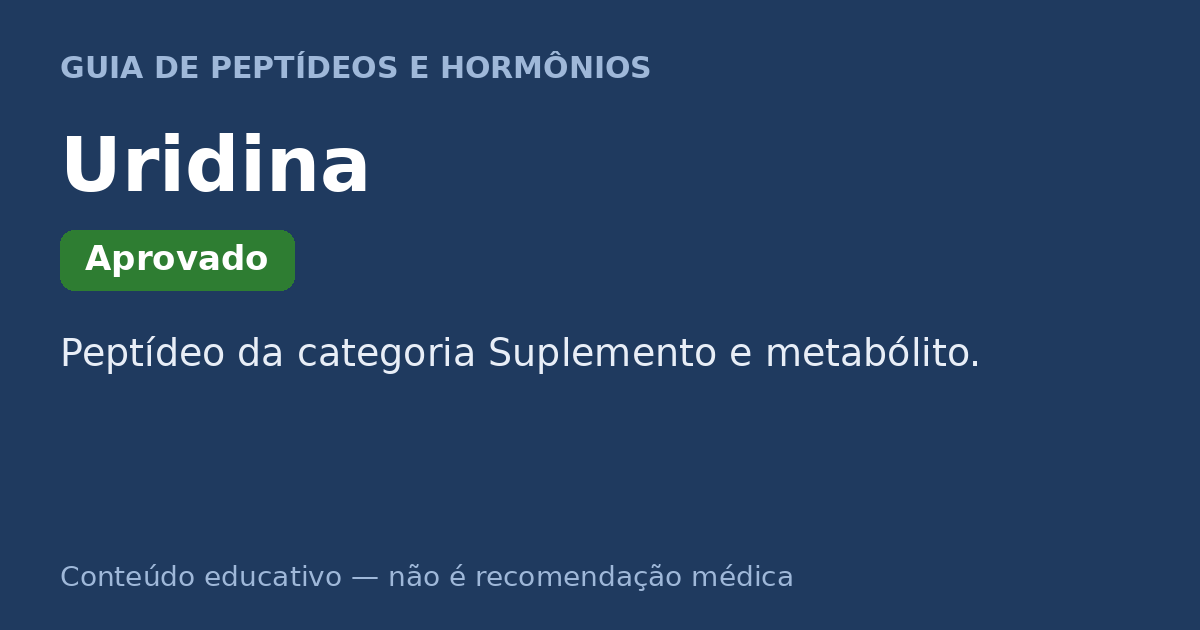 GUIA DE PEPTÍDEOS E HORMÔNIOS
Uridina
Aprovado
Peptídeo da categoria Suplemento e metabólito.
Conteúdo educativo — não é recomendação médica